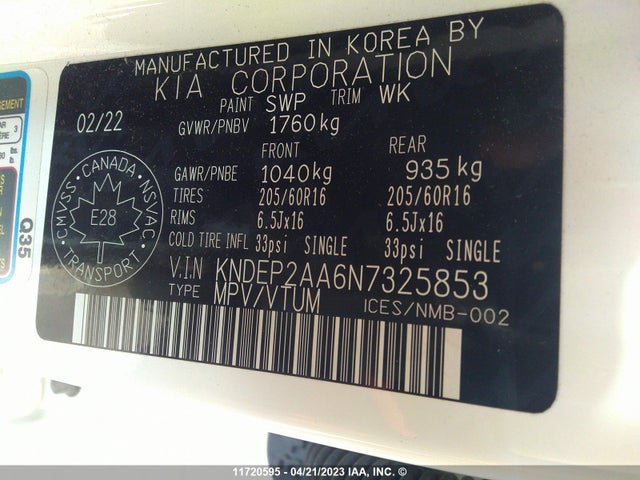 MANUFACTURED IN KOREA BY
KIA CORPORATION
PAINT SWP TRIM WK
02/22
GVWR/PNBV 1760kg
FRONT REAR
GAWR/PNBE 1040kg 935kg
TIRES 205/60R16 205/60R16
RIMS 6.5Jx16 6.5Jx16
COLD TIRE INFL 33psi SINGLE 33psi SINGLE
V.I.N KNDEP2AA6N7325853
TYPE MPV/VTUM ICES/NMB-002
CMVSS • CANADA • NSVAC
E28
TRANSPORT
Q35
11720595 - 04/21/2023 IAA, INC. ©